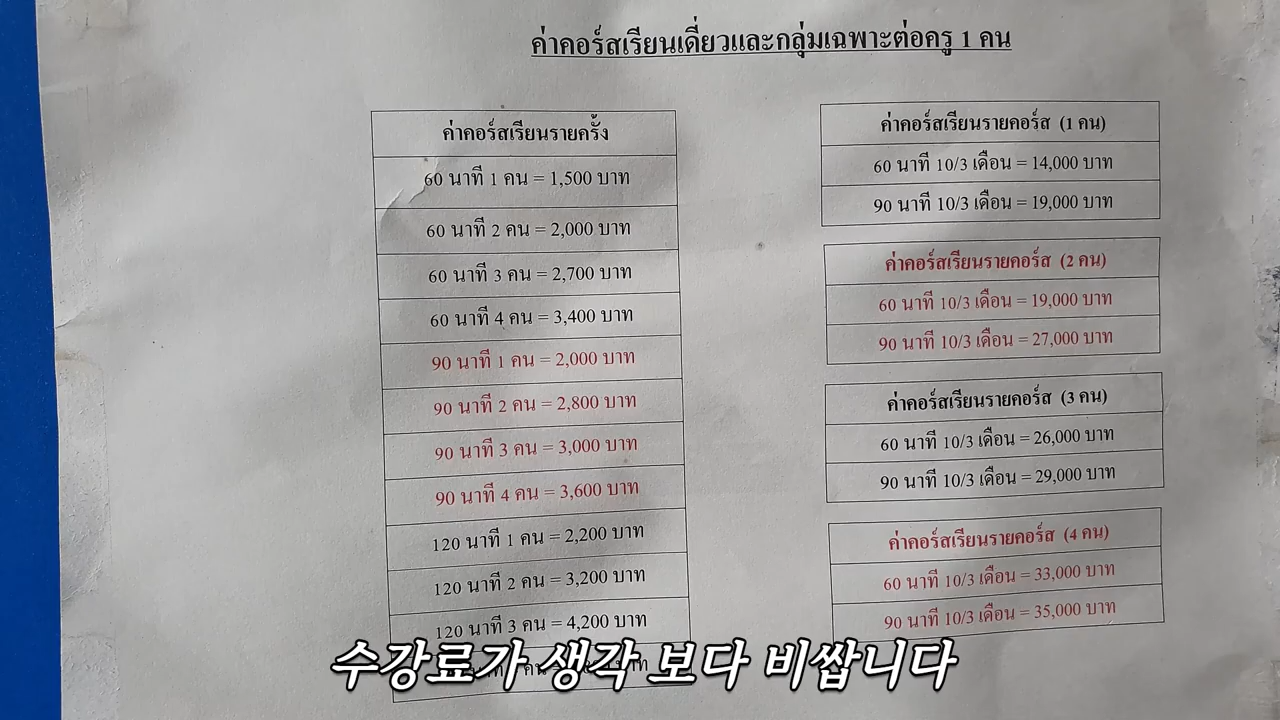 ค่าคอร์สเรียนเดี่ยวและกลุ่มเฉพาะต่อครู 1 คน
ค่าคอร์สเรียนรายครั้ง
60 นาที 1 คน = 1,500 บาท
60 นาที 2 คน = 2,000 บาท
60 นาที 3 คน = 2,700 บาท
60 นาที 4 คน = 3,400 บาท
90 นาที 1 คน = 2,000 บาท
90 นาที 2 คน = 2,800 บาท
90 นาที 3 คน = 3,000 บาท
90 นาที 4 คน = 3,600 บาท
120 นาที 1 คน = 2,200 บาท
120 นาที 2 คน = 3,200 บาท
120 นาที 3 คน = 4,200 บาท
ค่าคอร์สเรียนรายคอร์ส (1 คน)
60 นาที 10/3 เดือน = 14,000 บาท
90 นาที 10/3 เดือน = 19,000 บาท
ค่าคอร์สเรียนรายคอร์ส (2 คน)
60 นาที 10/3 เดือน = 19,000 บาท
90 นาที 10/3 เดือน = 27,000 บาท
ค่าคอร์สเรียนรายคอร์ส (3 คน)
60 นาที 10/3 เดือน = 26,000 บาท
90 นาที 10/3 เดือน = 29,000 บาท
ค่าคอร์สเรียนรายคอร์ส (4 คน)
60 นาที 10/3 เดือน = 33,000 บาท
90 นาที 10/3 เดือน = 35,000 บาท
수강료가 생각 보다 비쌉니다